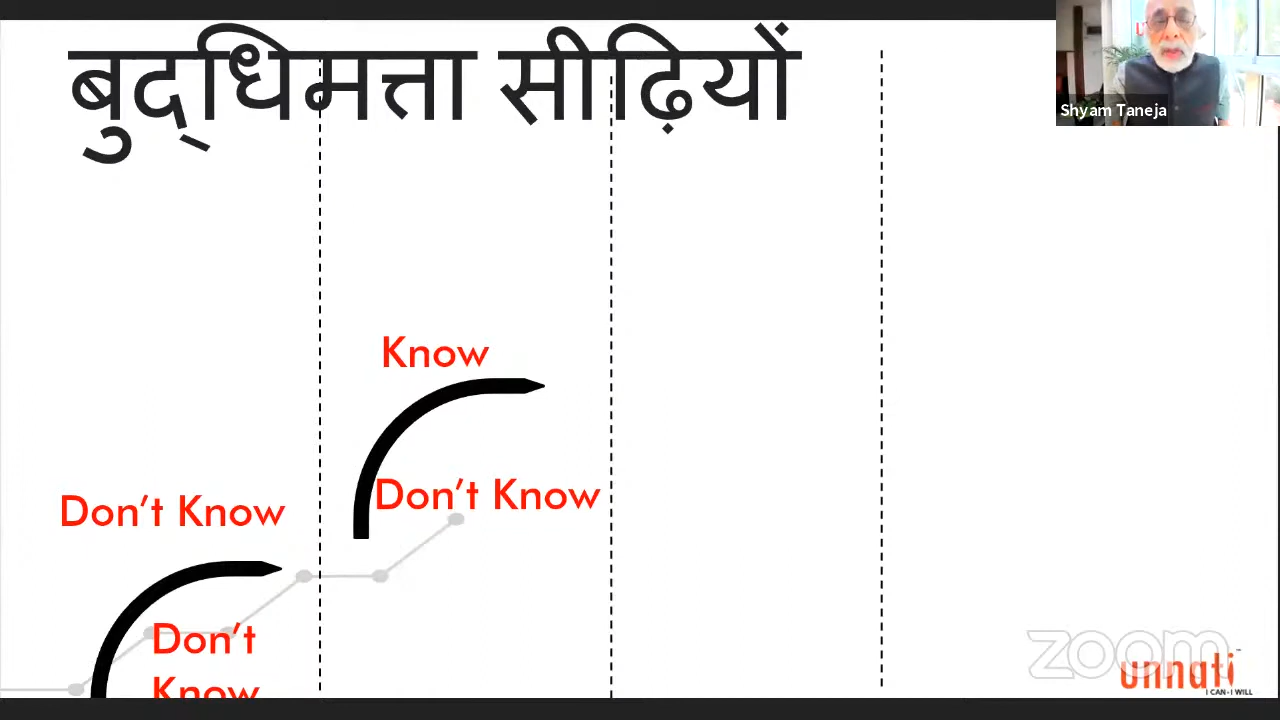 बुद्धिमत्ता सीढ़ियों
Shyam Taneja
Know
Don't Know
Don't Know
Don't
Know
zoom
unnati
I CAN - I WILL